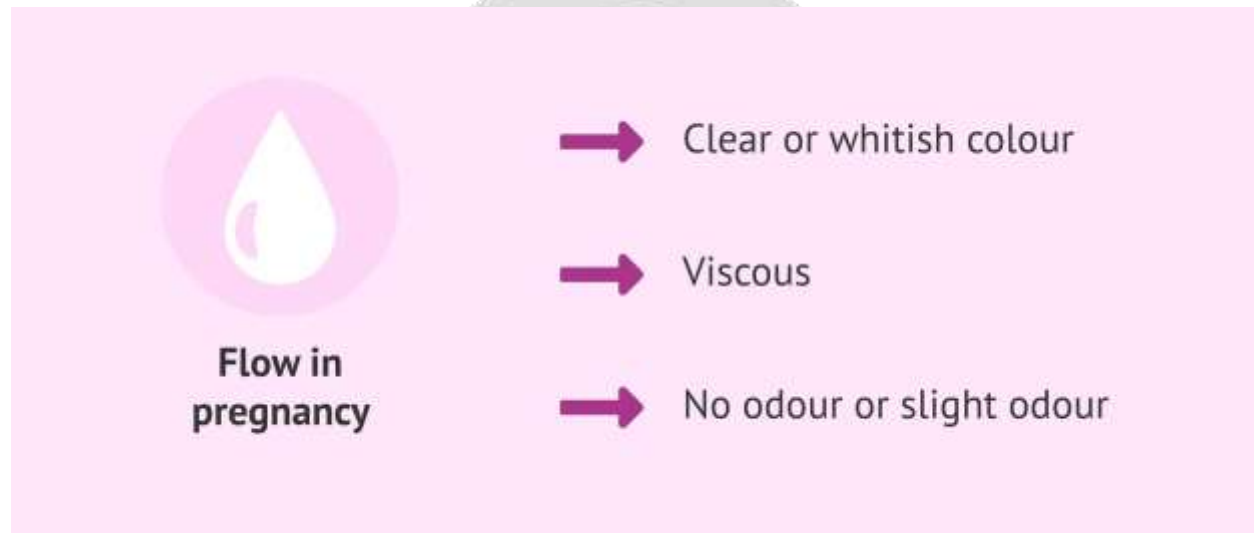 Clear or whitish colour
Viscous
Flow in
pregnancy
No odour or slight odour